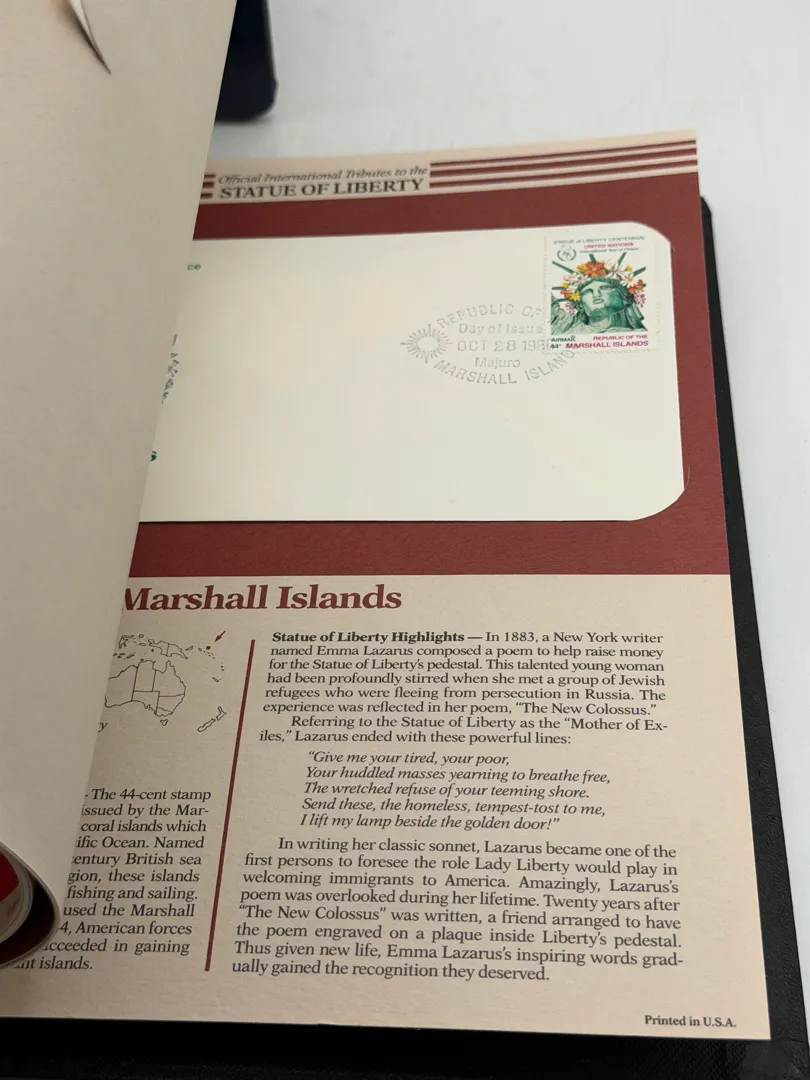 Official International Tributes to the
STATUE OF LIBERTY
STATUE of LIBERTY CENTENNIAL
UNITED NATIONS
International Year of Peace
AIRMAIL
44¢
REPUBLIC OF THE
MARSHALL ISLANDS
REPUBLIC OF
Day of Issue
OCT 28 198
Majuro
MARSHALL ISLAN
ce
s
Marshall Islands
y
- The 44-cent stamp
issued by the Mar-
coral islands which
ific Ocean. Named
entury British sea
gion, these islands
fishing and sailing.
used the Marshall
4, American forces
cceeded in gaining
nt islands.
Statue of Liberty Highlights — In 1883, a New York writer
named Emma Lazarus composed a poem to help raise money
for the Statue of Liberty's pedestal. This talented young woman
had been profoundly stirred when she met a group of Jewish
refugees who were fleeing from persecution in Russia. The
experience was reflected in her poem, “The New Colossus.”
Referring to the Statue of Liberty as the “Mother of Ex-
iles,” Lazarus ended with these powerful lines:
“Give me your tired, your poor,
Your huddled masses yearning to breathe free,
The wretched refuse of your teeming shore.
Send these, the homeless, tempest-tost to me,
I lift my lamp beside the golden door!”
In writing her classic sonnet, Lazarus became one of the
first persons to foresee the role Lady Liberty would play in
welcoming immigrants to America. Amazingly, Lazarus's
poem was overlooked during her lifetime. Twenty years after
“The New Colossus” was written, a friend arranged to have
the poem engraved on a plaque inside Liberty's pedestal.
Thus given new life, Emma Lazarus's inspiring words grad-
ually gained the recognition they deserved.
Printed in U.S.A.